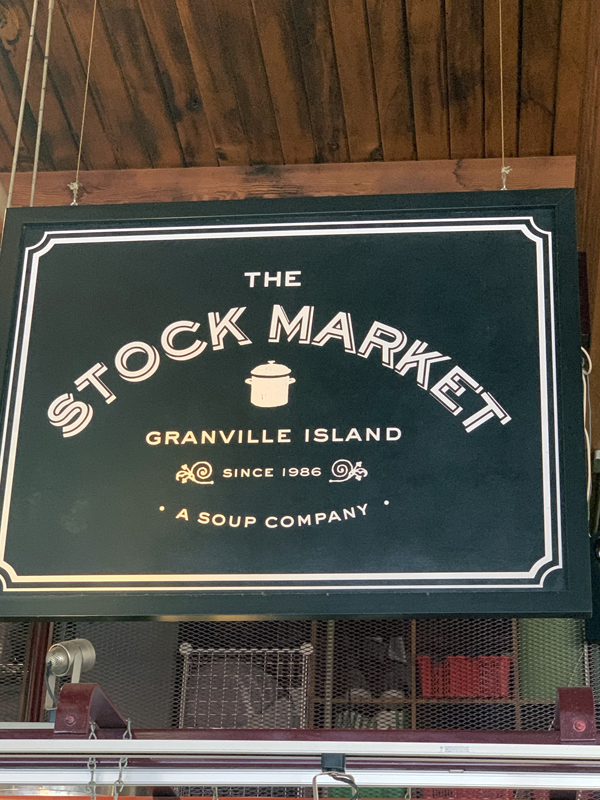 THE
STOCK MARKET
GRANVILLE ISLAND
SINCE 1986
• A SOUP COMPANY •